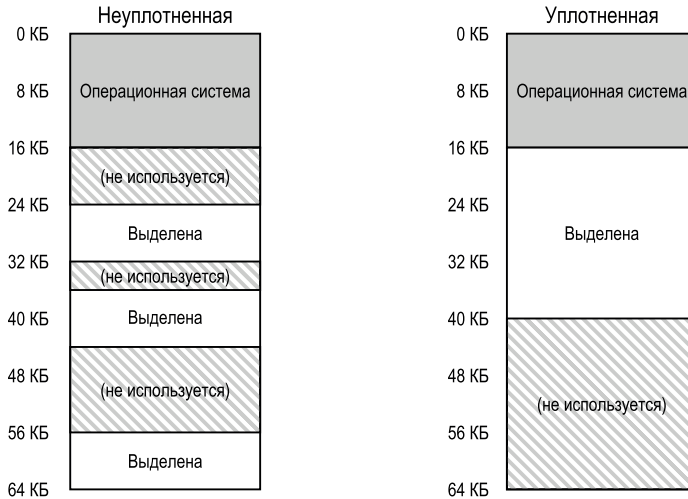 Неуплотненная
0 КБ
Операционная система
8 КБ
16 КБ
(не используется)
24 КБ
Выделена
32 КБ
(не используется)
40 КБ
Выделена
48 КБ
(не используется)
56 КБ
Выделена
64 КБ
Уплотненная
0 КБ
Операционная система
8 КБ
16 КБ
24 КБ
Выделена
32 КБ
40 КБ
48 КБ
(не используется)
56 КБ
64 КБ